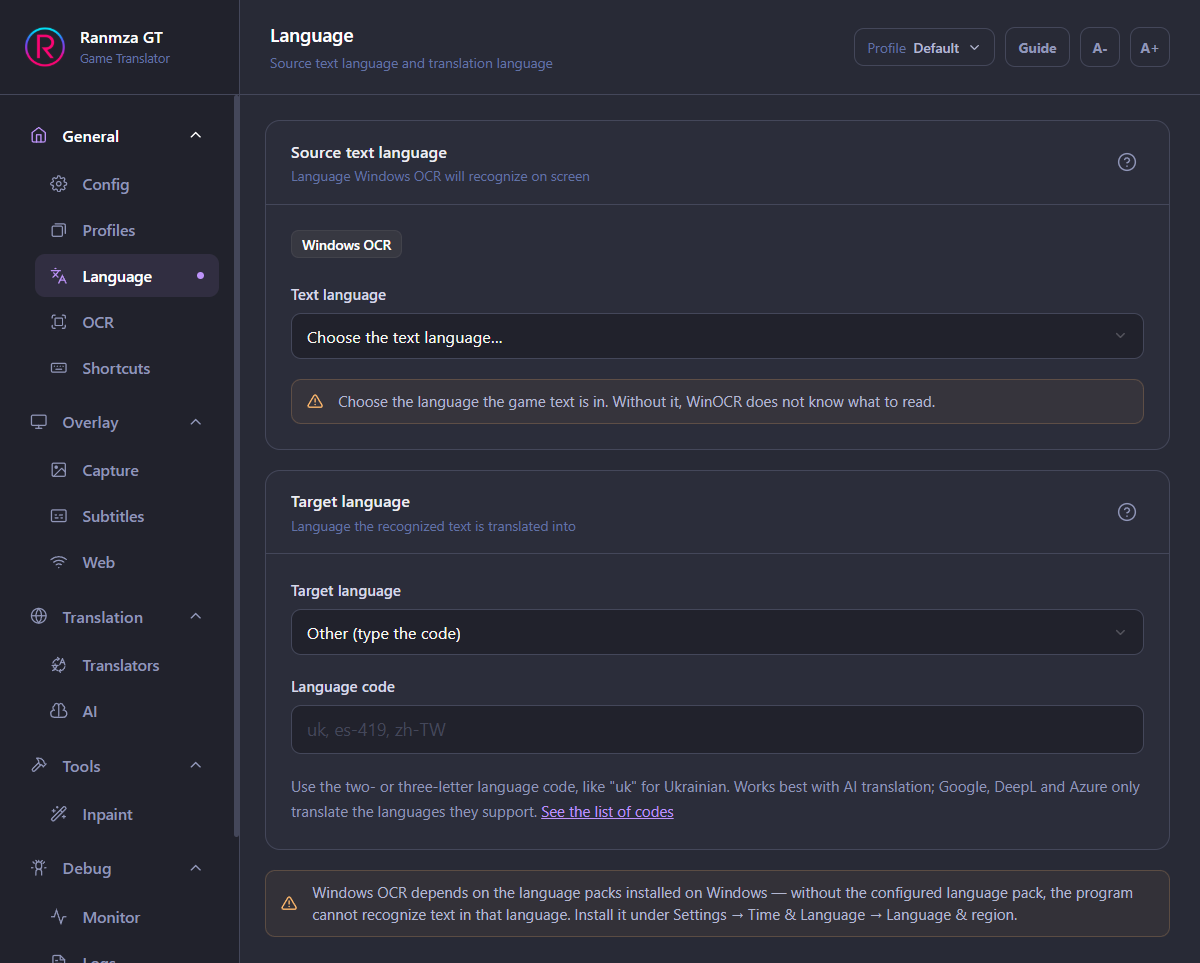 Ranmza GT
Game Translator
General
Config
Profiles
Language
OCR
Shortcuts
Overlay
Capture
Subtitles
Web
Translation
Translators
AI
Tools
Inpaint
Debug
Monitor
Logs
Language
Source text language and translation language
Profile Default
Guide
A-
A+
Source text language
Language Windows OCR will recognize on screen
Windows OCR
Text language
Choose the text language...
Choose the language the game text is in. Without it, WinOCR does not know what to read.
Target language
Language the recognized text is translated into
Target language
Other (type the code)
Language code
uk, es-419, zh-TW
Use the two- or three-letter language code, like "uk" for Ukrainian. Works best with AI translation; Google, DeepL and Azure only
translate the languages they support. See the list of codes
Windows OCR depends on the language packs installed on Windows — without the configured language pack, the program
cannot recognize text in that language. Install it under Settings → Time & Language → Language & region.